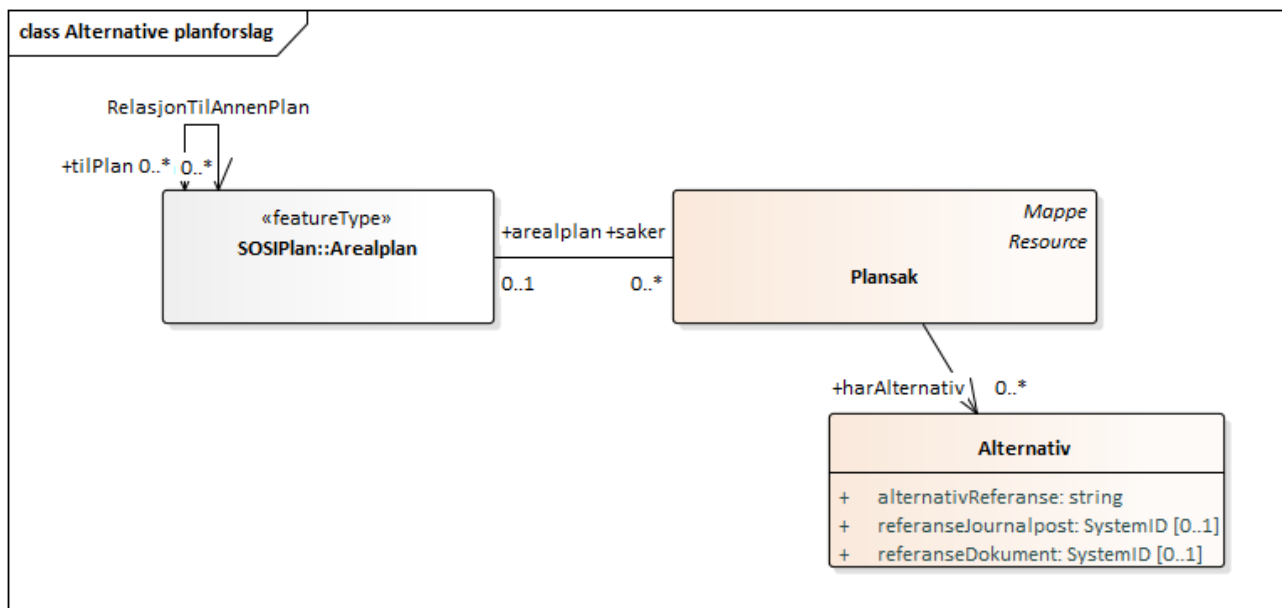 class Alternative planforslag
RelasjonTilAnnenPlan
+tilPlan 0..* 0..*
«featureType»
SOSIPlan::Arealplan
+arealplan +saker
0..1 0..*
Mappe
Resource
Plansak
+harAlternativ 0..*
Alternativ
+ alternativReferanse: string
+ referanseJournalpost: SystemID [0..1]
+ referanseDokument: SystemID [0..1]